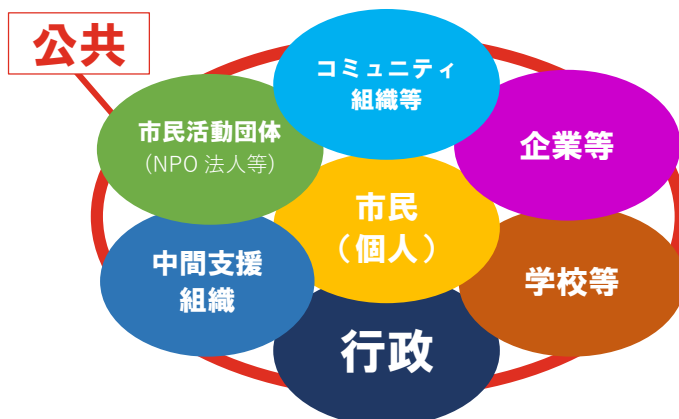 公共
コミュニティ
組織等
市民活動団体
（NPO 法人等）
企業等
市民
（個人）
中間支援
組織
学校等
行政